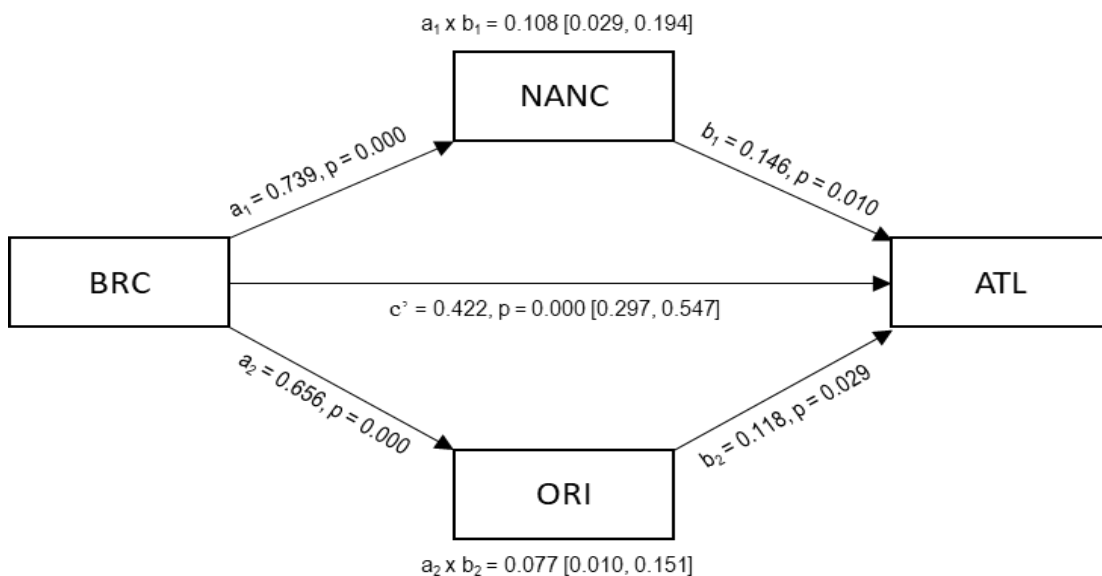 a₁ x b₁ = 0.108 [0.029, 0.194]
NANC
a₁ = 0.739, p = 0.000
b₁ = 0.146, p = 0.010
BRC
ATL
c’ = 0.422, p = 0.000 [0.297, 0.547]
a₂ = 0.656, p = 0.000
b₂ = 0.118, p = 0.029
ORI
a₂ x b₂ = 0.077 [0.010, 0.151]